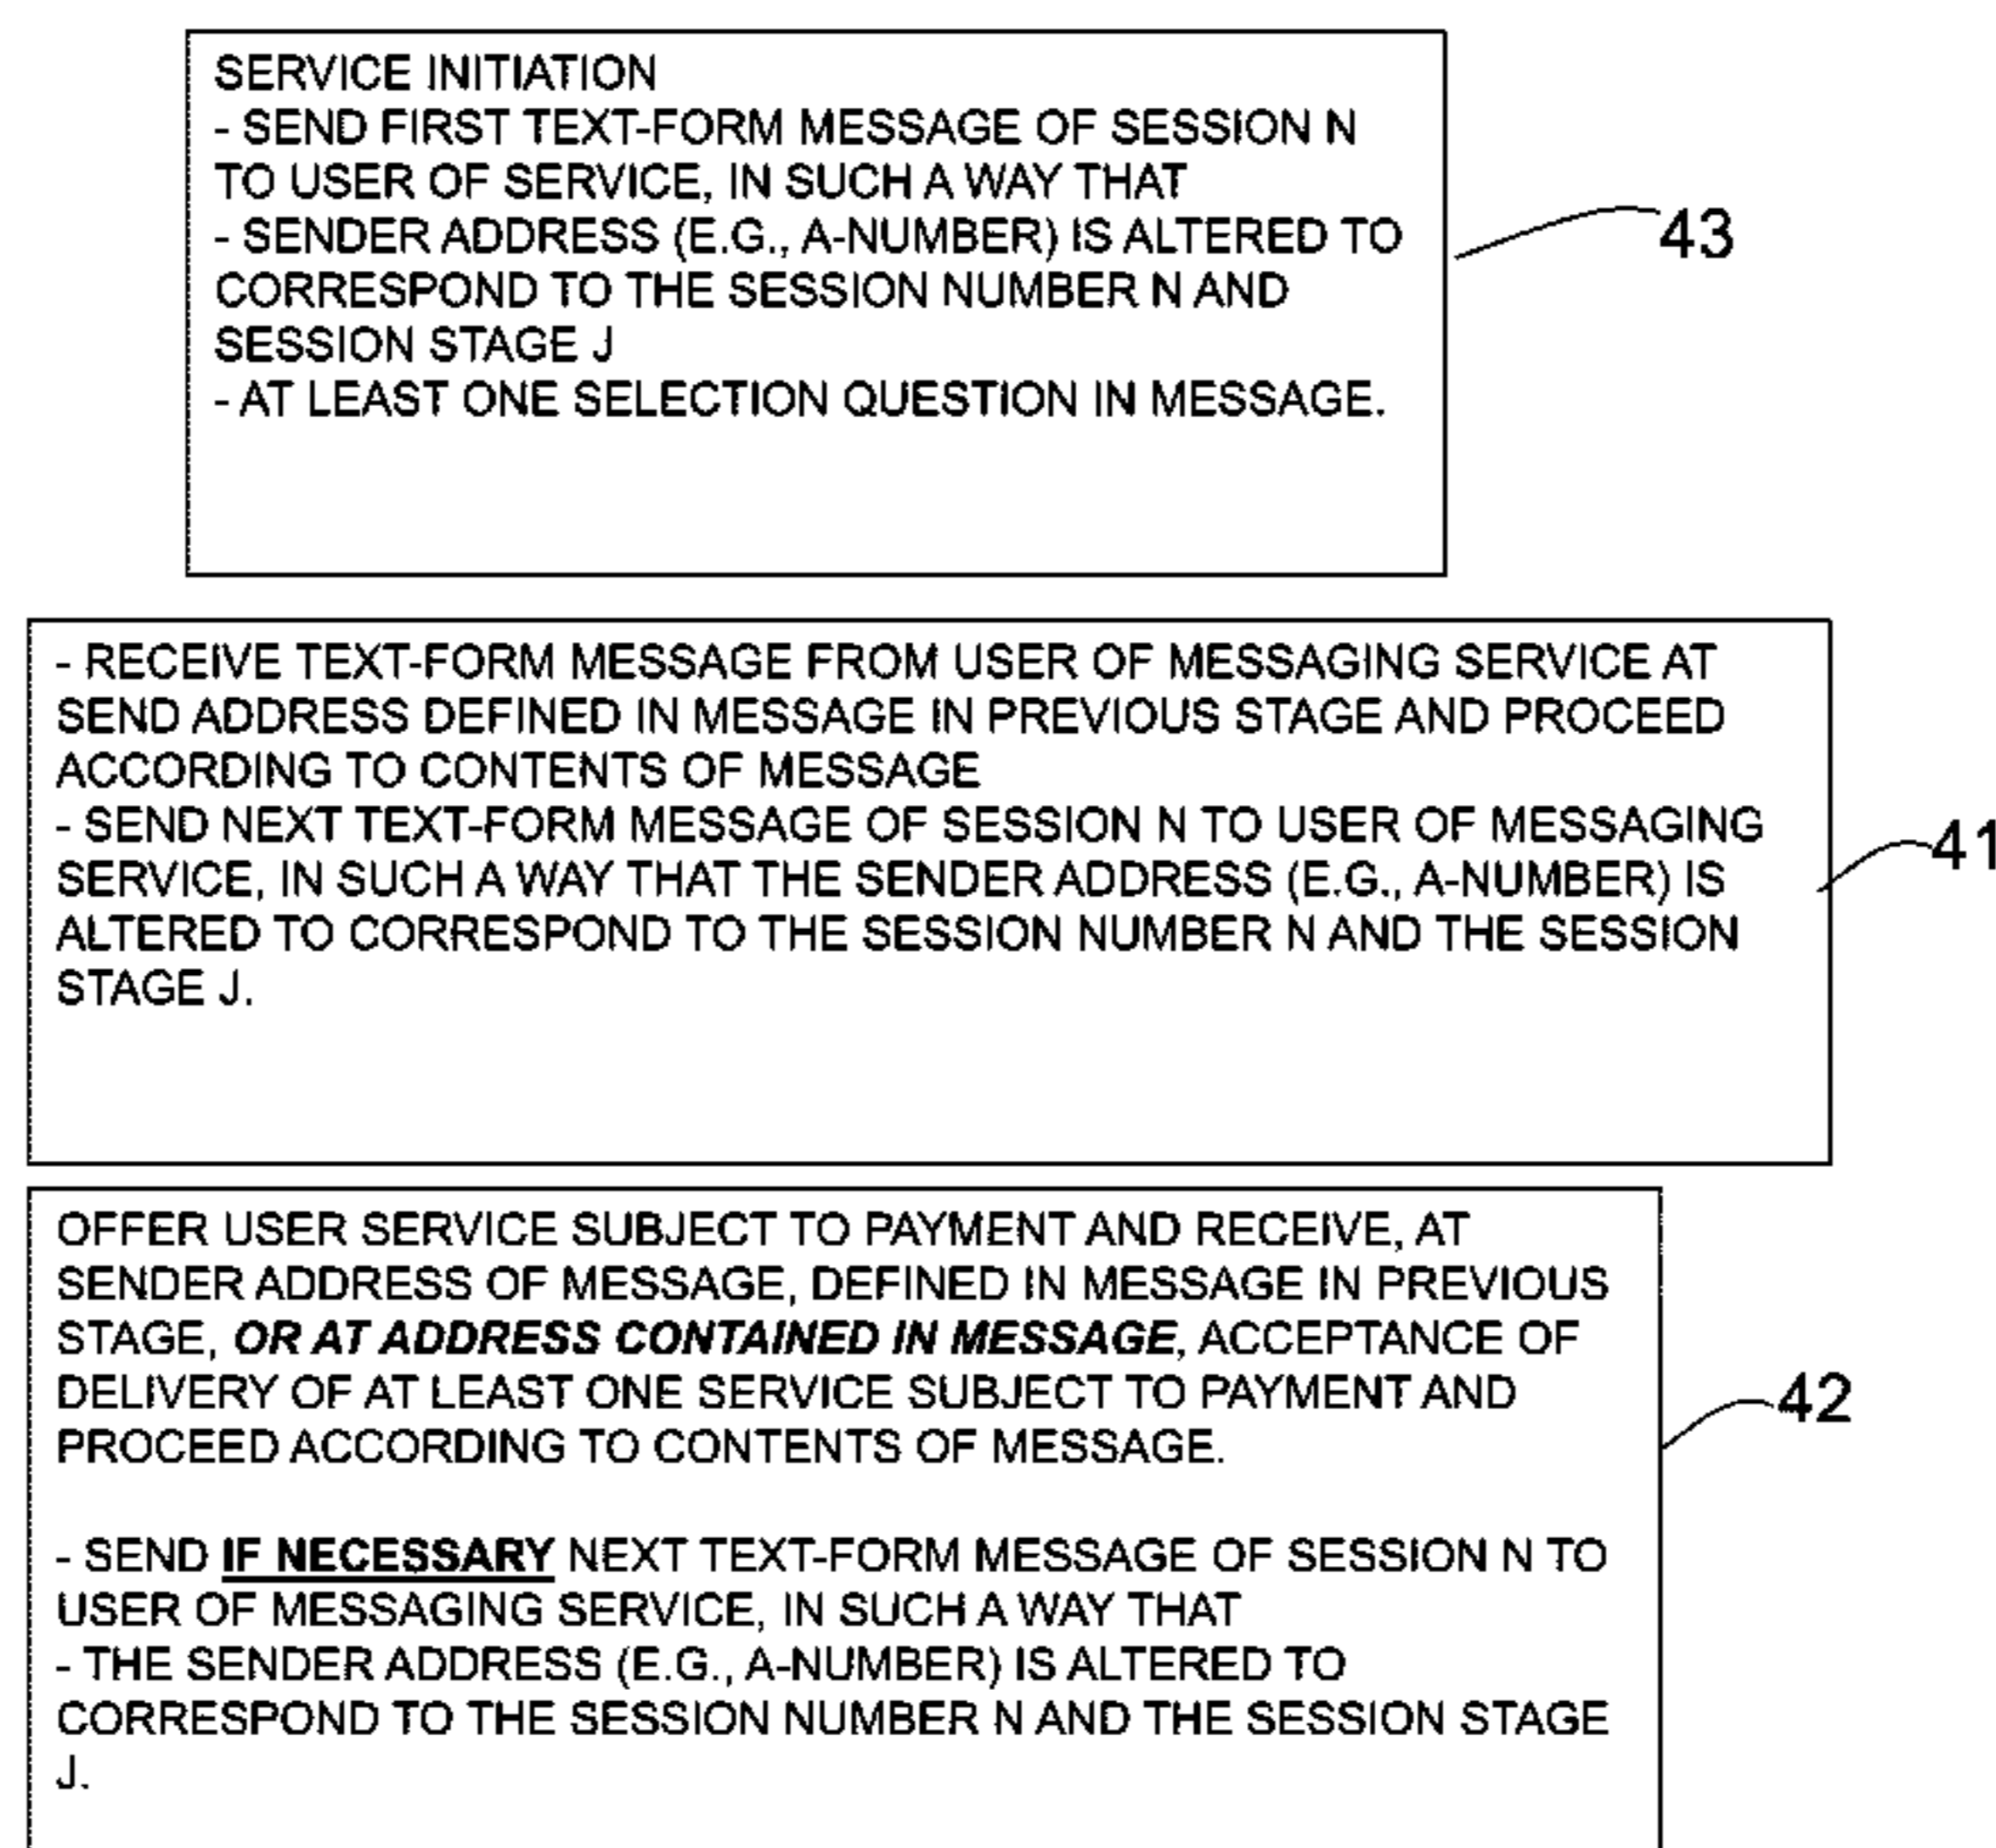 SERVICE INITIATION
- SEND FIRST TEXT-FORM MESSAGE OF SESSION N
TO USER OF SERVICE, IN SUCH A WAY THAT
- SENDER ADDRESS (E.G., A-NUMBER) IS ALTERED TO
CORRESPOND TO THE SESSION NUMBER N AND
SESSION STAGE J
- AT LEAST ONE SELECTION QUESTION IN MESSAGE.
43
- RECEIVE TEXT-FORM MESSAGE FROM USER OF MESSAGING SERVICE AT
SEND ADDRESS DEFINED IN MESSAGE IN PREVIOUS STAGE AND PROCEED
ACCORDING TO CONTENTS OF MESSAGE
- SEND NEXT TEXT-FORM MESSAGE OF SESSION N TO USER OF MESSAGING
SERVICE, IN SUCH A WAY THAT THE SENDER ADDRESS (E.G., A-NUMBER) IS
ALTERED TO CORRESPOND TO THE SESSION NUMBER N AND THE SESSION
STAGE J.
41
OFFER USER SERVICE SUBJECT TO PAYMENT AND RECEIVE, AT
SENDER ADDRESS OF MESSAGE, DEFINED IN MESSAGE IN PREVIOUS
STAGE, OR AT ADDRESS CONTAINED IN MESSAGE, ACCEPTANCE OF
DELIVERY OF AT LEAST ONE SERVICE SUBJECT TO PAYMENT AND
PROCEED ACCORDING TO CONTENTS OF MESSAGE.
- SEND IF NECESSARY NEXT TEXT-FORM MESSAGE OF SESSION N TO
USER OF MESSAGING SERVICE, IN SUCH A WAY THAT
- THE SENDER ADDRESS (E.G., A-NUMBER) IS ALTERED TO
CORRESPOND TO THE SESSION NUMBER N AND THE SESSION STAGE
J.
42